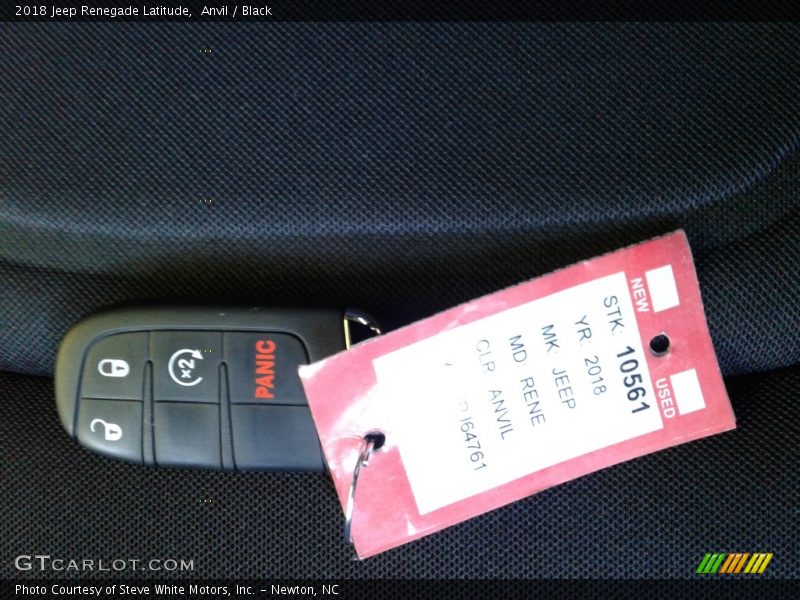 2018 Jeep Renegade Latitude,  Anvil / Black
x2
PANIC
NEW
USED
STK: 10561
YR: 2018
MK: JEEP
MD RENE
CLR ANVIL
GTCARLOT.COM
Photo Courtesy of Steve White Motors, Inc. – Newton, NC